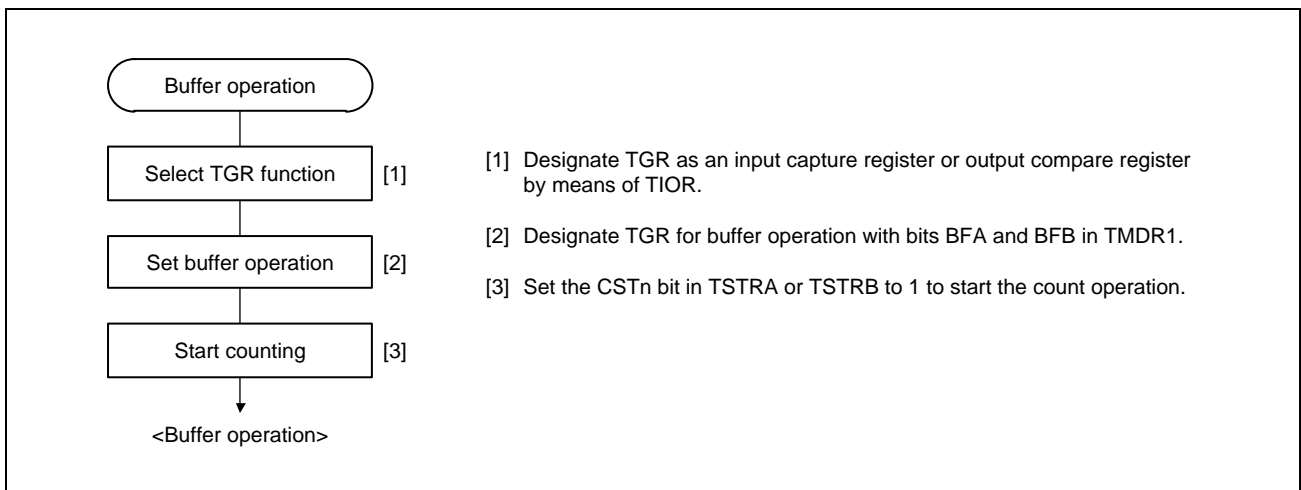 Buffer operation
Select TGR function [1]
Set buffer operation [2]
Start counting [3]
<Buffer operation>
[1] Designate TGR as an input capture register or output compare register
by means of TIOR.
[2] Designate TGR for buffer operation with bits BFA and BFB in TMDR1.
[3] Set the CSTn bit in TSTRA or TSTRB to 1 to start the count operation.